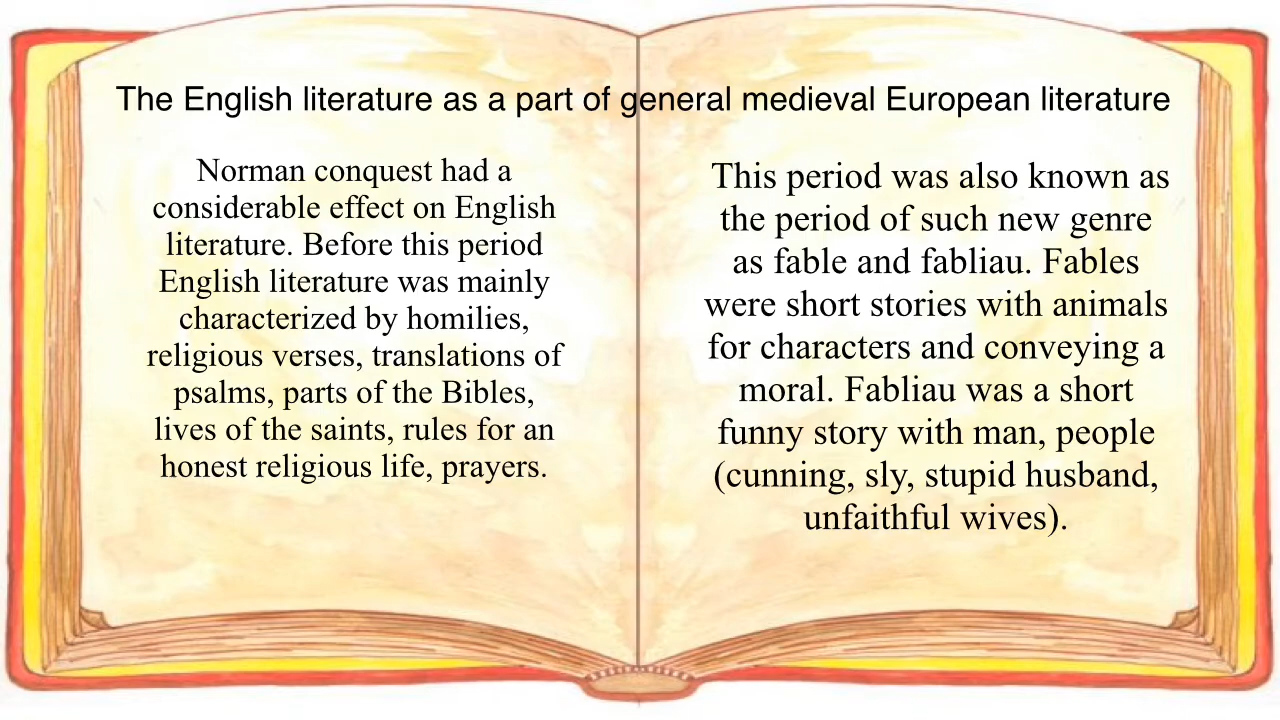 The English literature as a part of general medieval European literature
Norman conquest had a
considerable effect on English
literature. Before this period
English literature was mainly
characterized by homilies,
religious verses, translations of
psalms, parts of the Bibles,
lives of the saints, rules for an
honest religious life, prayers.
This period was also known as
the period of such new genre
as fable and fabliau. Fables
were short stories with animals
for characters and conveying a
moral. Fabliau was a short
funny story with man, people
(cunning, sly, stupid husband,
unfaithful wives).